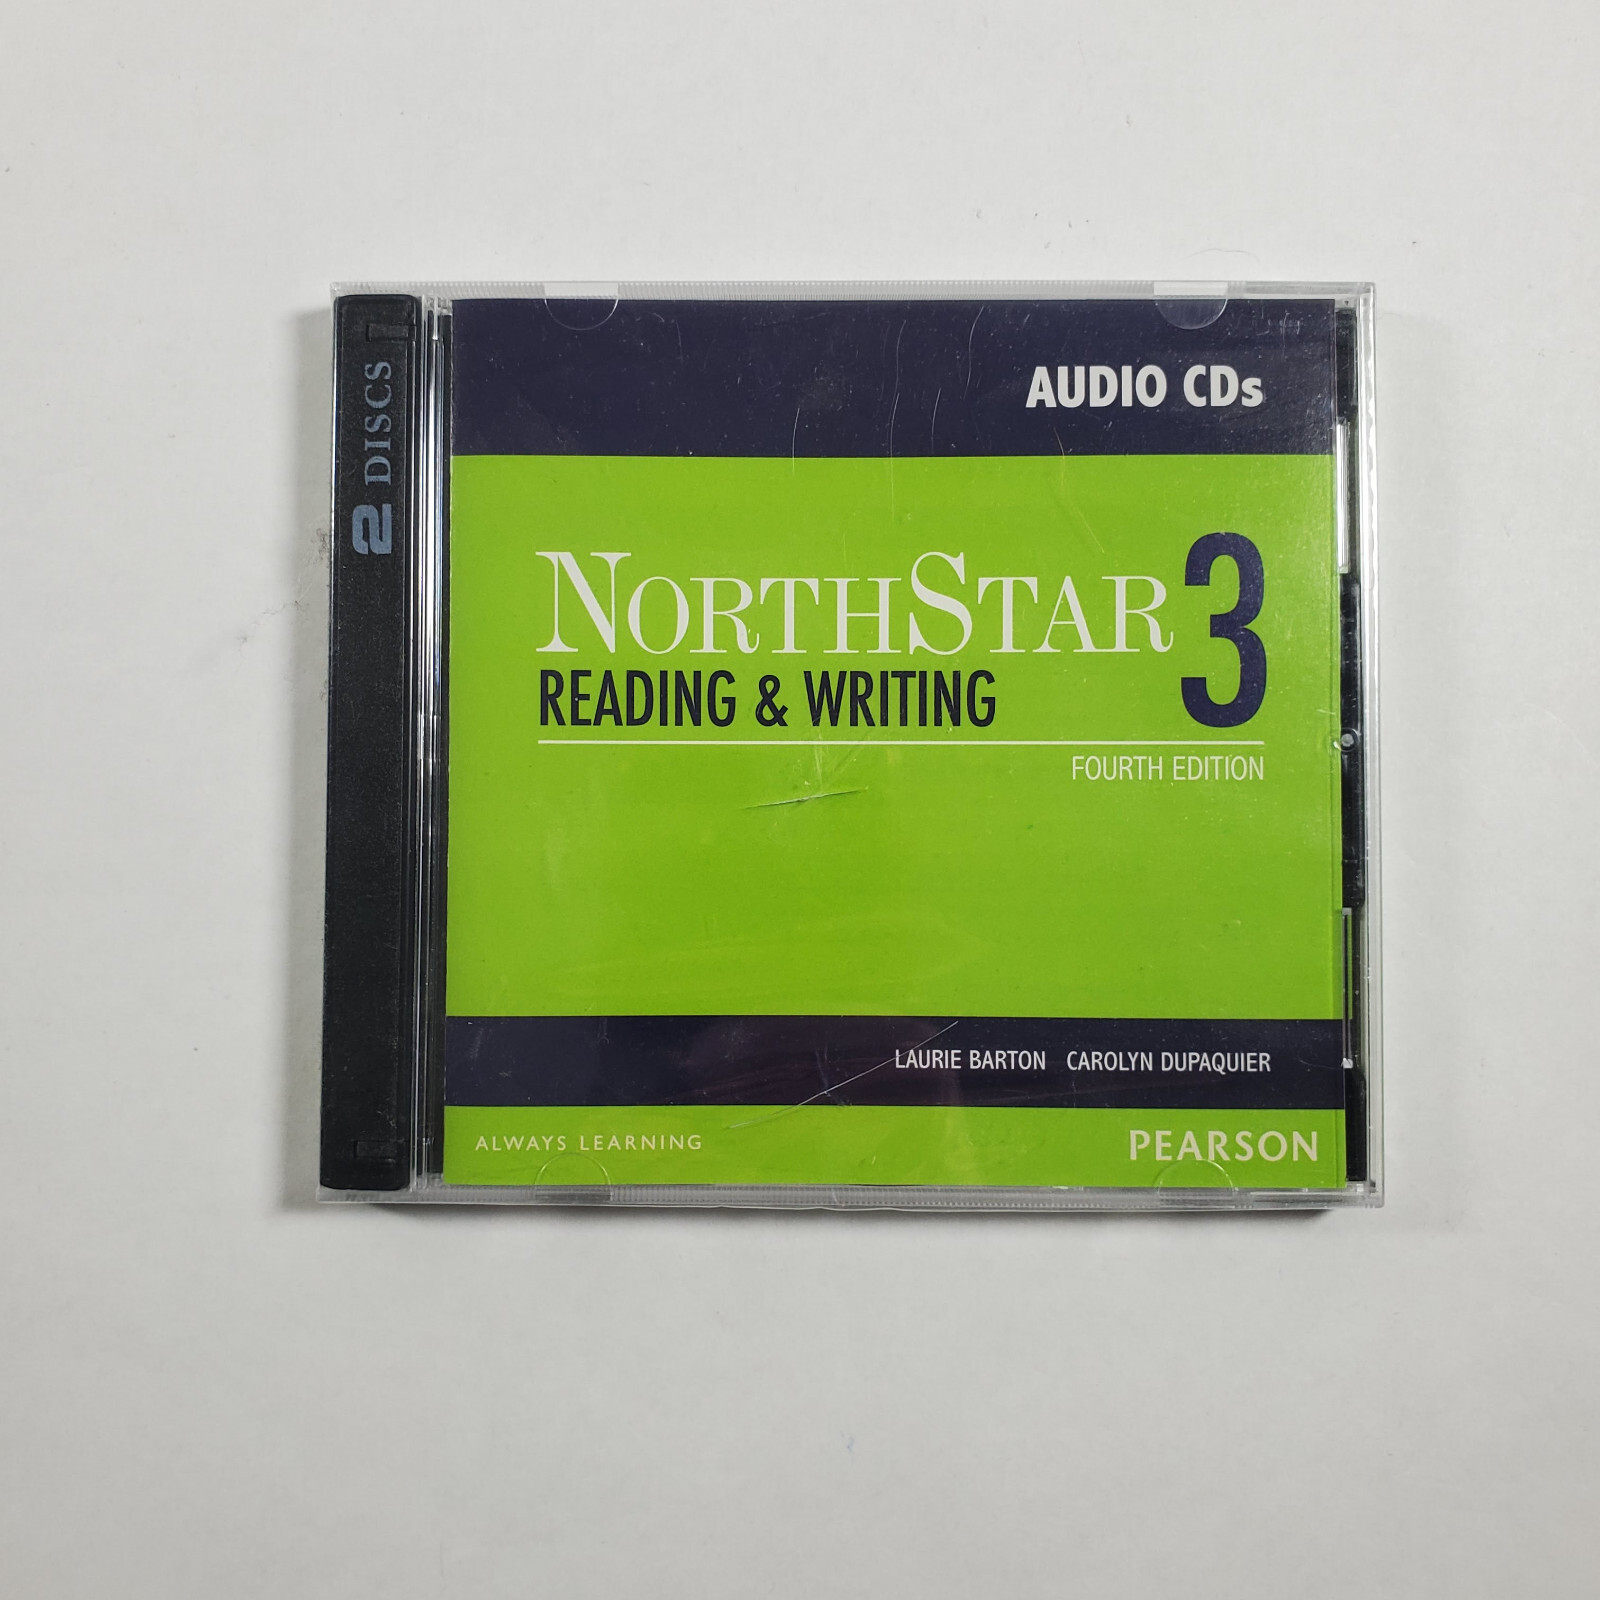 2 DISCS
AUDIO CDs
NORTHSTAR 3
READING & WRITING
FOURTH EDITION
LAURIE BARTON CAROLYN DUPAQUIER
ALWAYS LEARNING
PEARSON